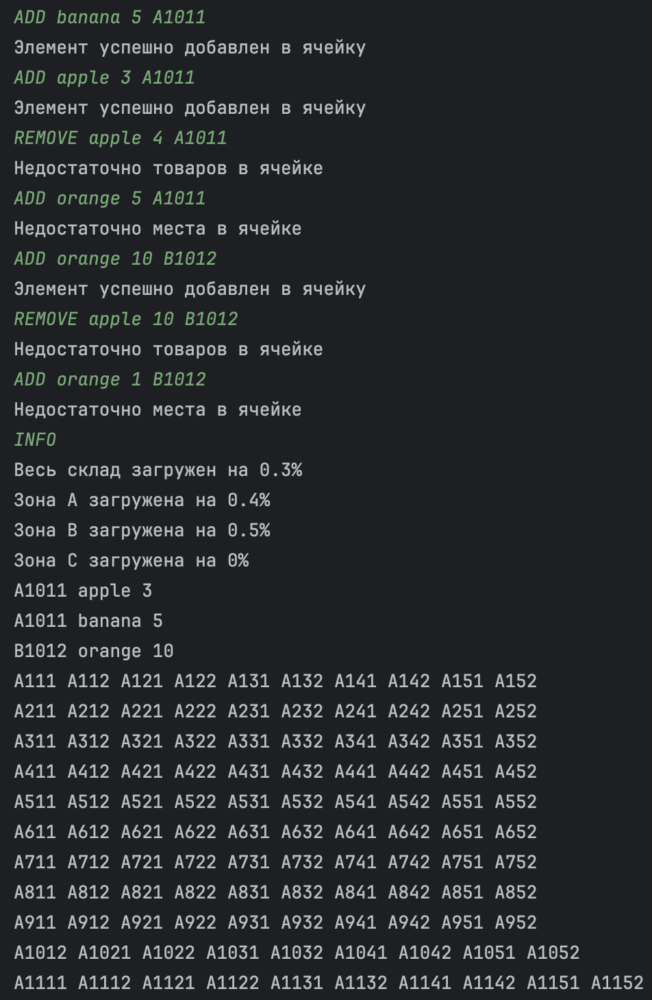 ADD banana 5 A1011
Элемент успешно добавлен в ячейку
ADD apple 3 A1011
Элемент успешно добавлен в ячейку
REMOVE apple 4 A1011
Недостаточно товаров в ячейке
ADD orange 5 A1011
Недостаточно места в ячейке
ADD orange 10 B1012
Элемент успешно добавлен в ячейку
REMOVE apple 10 B1012
Недостаточно товаров в ячейке
ADD orange 1 B1012
Недостаточно места в ячейке
INFO
Весь склад загружен на 0.3%
Зона A загружена на 0.4%
Зона B загружена на 0.5%
Зона C загружена на 0%
A1011 apple 3
A1011 banana 5
B1012 orange 10
A111 A112 A121 A122 A131 A132 A141 A142 A151 A152
A211 A212 A221 A222 A231 A232 A241 A242 A251 A252
A311 A312 A321 A322 A331 A332 A341 A342 A351 A352
A411 A412 A421 A422 A431 A432 A441 A442 A451 A452
A511 A512 A521 A522 A531 A532 A541 A542 A551 A552
A611 A612 A621 A622 A631 A632 A641 A642 A651 A652
A711 A712 A721 A722 A731 A732 A741 A742 A751 A752
A811 A812 A821 A822 A831 A832 A841 A842 A851 A852
A911 A912 A921 A922 A931 A932 A941 A942 A951 A952
A1012 A1021 A1022 A1031 A1032 A1041 A1042 A1051 A1052
A1111 A1112 A1121 A1122 A1131 A1132 A1141 A1142 A1151 A1152